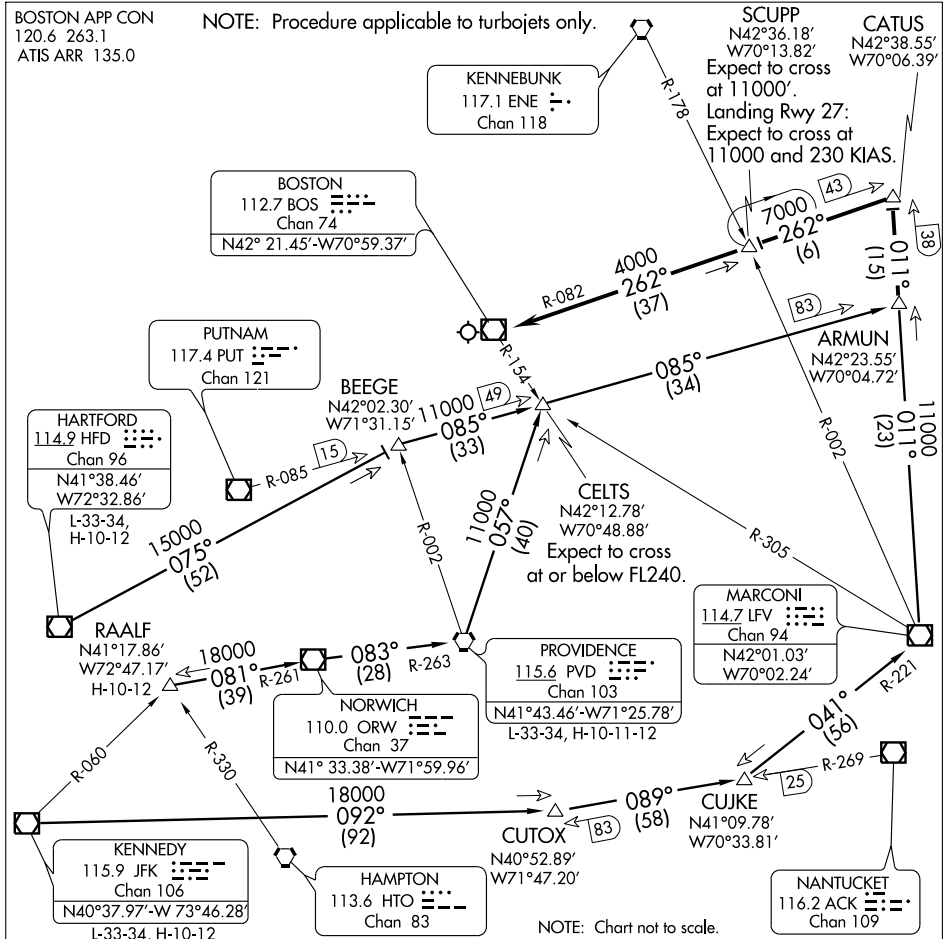 BOSTON APP CON
120.6 263.1
ATIS ARR 135.0
NOTE: Procedure applicable to turbojets only.
SCUPP
N42°36.18'
W70°13.82'
Expect to cross
at 11000'.
Landing Rwy 27:
Expect to cross at
11000 and 230 KIAS.
CATUS
N42°38.55'
W70°06.39'
KENNEBUNK
117.1 ENE
Chan 118
R-178
BOSTON
112.7 BOS
Chan 74
N42° 21.45'-W70°59.37'
43
7000
262°
(6)
38
011°
(15)
4000
262°
(37)
R-082
83
ARMUN
N42°23.55'
W70°04.72'
PUTNAM
117.4 PUT
Chan 121
R-154
085°
(34)
BEEGE
N42°02.30'
W71°31.15'
11000
49
085°
(33)
R-085
15
HARTFORD
114.9 HFD
Chan 96
N41°38.46'
W72°32.86'
L-33-34,
H-10-12
15000
075°
(52)
R-002
11000
057°
(40)
CELTS
N42°12.78'
W70°48.88'
Expect to cross
at or below FL240.
R-305
R-002
11000
011°
(23)
MARCONI
114.7 LFV
Chan 94
N42°01.03'
W70°02.24'
RAALF
N41°17.86'
W72°47.17'
H-10-12
18000
081°
(39)
R-261
083°
(28)
R-263
PROVIDENCE
115.6 PVD
Chan 103
N41°43.46'-W71°25.78'
L-33-34, H-10-11-12
NORWICH
110.0 ORW
Chan 37
N41° 33.38'-W71°59.96'
R-221
041°
(56)
R-060
R-330
R-269
25
18000
092°
(92)
CUTOX
N40°52.89'
W71°47.20'
83
089°
(58)
CUJKE
N41°09.78'
W70°33.81'
KENNEDY
115.9 JFK
Chan 106
N40°37.97'-W 73°46.28'
L-33-34, H-10-12
HAMPTON
113.6 HTO
Chan 83
NANTUCKET
116.2 ACK
Chan 109
NOTE: Chart not to scale.